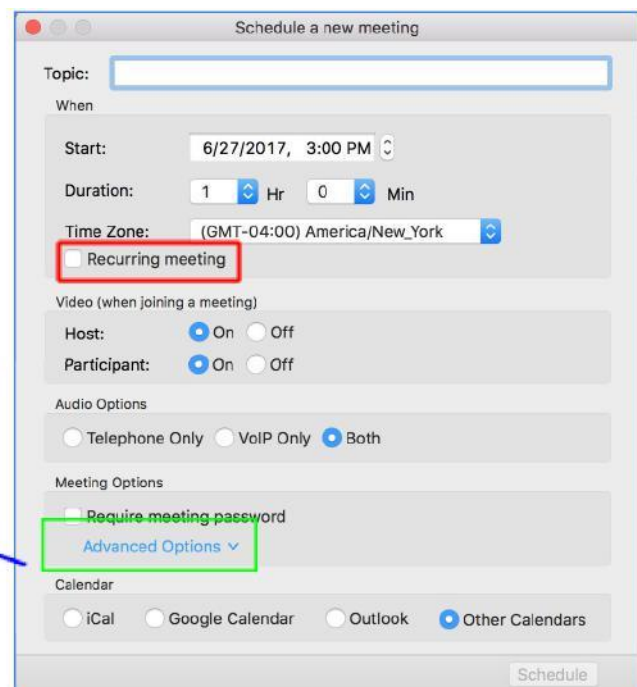 Schedule a new meeting
Topic:
When
Start: 6/27/2017, 3:00 PM
Duration: 1 Hr 0 Min
Time Zone: (GMT-04:00) America/New_York
Recurring meeting
Video (when joining a meeting)
Host: On Off
Participant: On Off
Audio Options
Telephone Only VoIP Only Both
Meeting Options
Require meeting password
Advanced Options
Calendar
iCal Google Calendar Outlook Other Calendars
Schedule